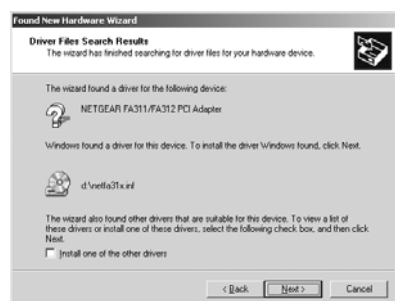 Found New Hardware Wizard
Driver Files Search Results
The wizard has finished searching for driver files for your hardware device.
The wizard found a driver for the following device:
NETGEAR FA311/FA312 PCI Adapter
Windows found a driver for this device. To install the driver Windows found, click Next.
d:\netfa31x.inf
The wizard also found other drivers that are suitable for this device. To view a list of
these drivers or install one of these drivers, select the following check box, and then click
Next.
Install one of the other drivers
< Back
Next >
Cancel